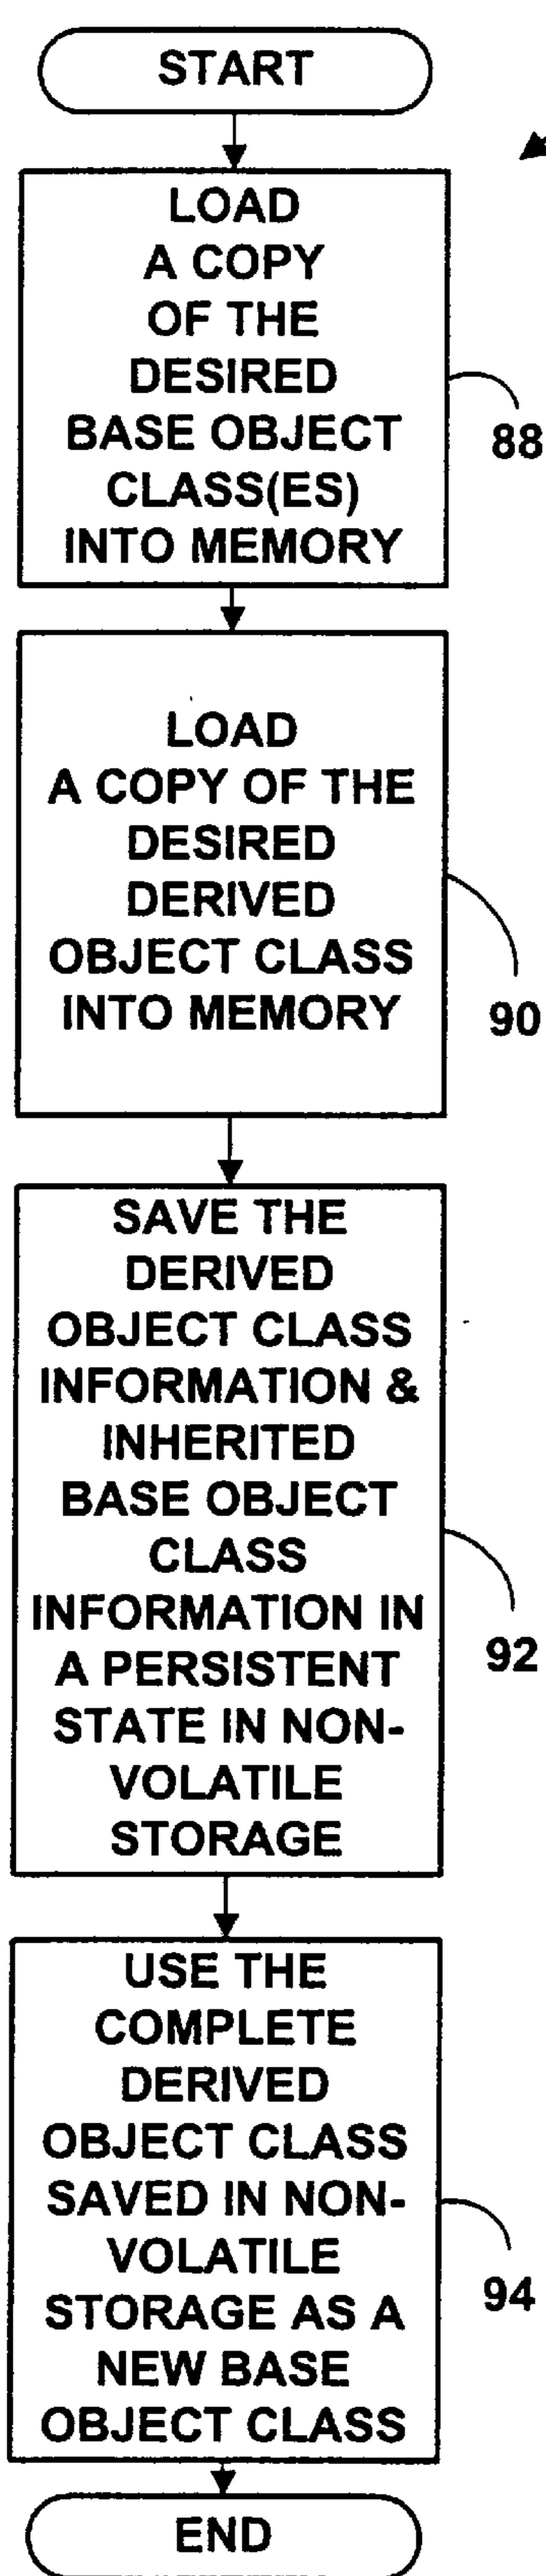 START
LOAD
A COPY
OF THE
DESIRED
BASE OBJECT
CLASS(ES)
INTO MEMORY
88
LOAD
A COPY OF THE
DESIRED
DERIVED
OBJECT CLASS
INTO MEMORY
90
SAVE THE
DERIVED
OBJECT CLASS
INFORMATION &
INHERITED
BASE OBJECT
CLASS
INFORMATION IN
A PERSISTENT
STATE IN NON-
VOLATILE
STORAGE
92
USE THE
COMPLETE
DERIVED
OBJECT CLASS
SAVED IN NON-
VOLATILE
STORAGE AS A
NEW BASE
OBJECT CLASS
94
END